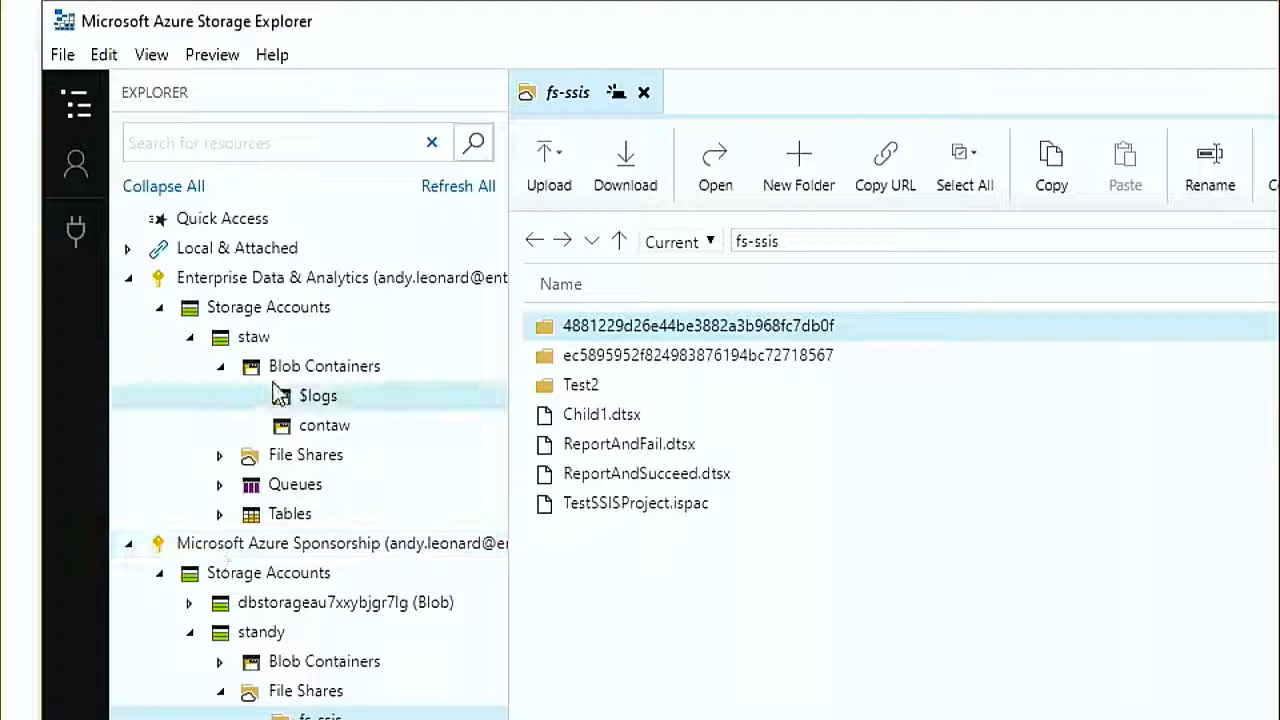 Microsoft Azure Storage Explorer
File Edit View Preview Help
EXPLORER
Search for resources
Collapse All Refresh All
Quick Access
Local & Attached
Enterprise Data & Analytics (andy.leonard@ent
Storage Accounts
staw
Blob Containers
$logs
contaw
File Shares
Queues
Tables
Microsoft Azure Sponsorship (andy.leonard@er
Storage Accounts
dbstorageau7xxybjgr7lg (Blob)
standy
Blob Containers
File Shares
fs-ssis
fs-ssis
Upload Download Open New Folder Copy URL Select All Copy Paste Rename
Current fs-ssis
Name
4881229d26e44be3882a3b968fc7db0f
ec5895952f824983876194bc72718567
Test2
Child1.dtsx
ReportAndFail.dtsx
ReportAndSucceed.dtsx
TestSSISProject.ispac